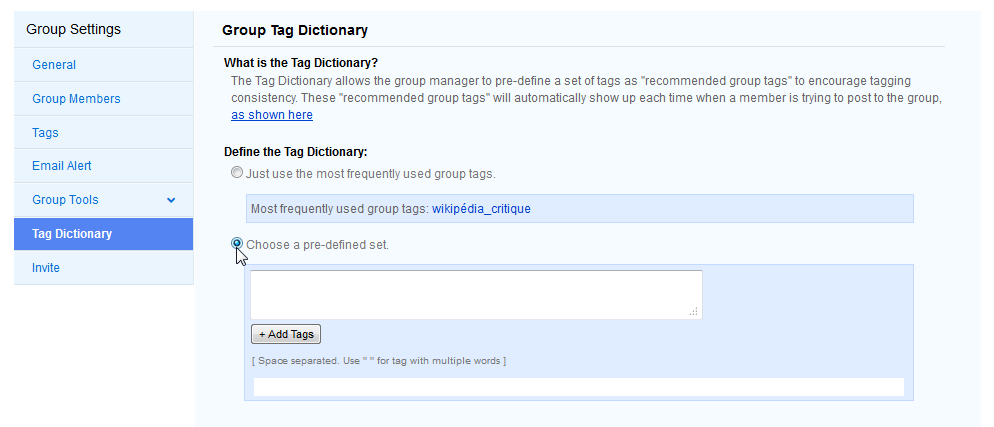 Group Settings
General
Group Members
Tags
Email Alert
Group Tools
Tag Dictionary
Invite
Group Tag Dictionary
What is the Tag Dictionary?
The Tag Dictionary allows the group manager to pre-define a set of tags as "recommended group tags" to encourage tagging
consistency. These "recommended group tags" will automatically show up each time when a member is trying to post to the group,
as shown here
Define the Tag Dictionary:
Just use the most frequently used group tags.
Most frequently used group tags: wikipédia_critique
Choose a pre-defined set.
+ Add Tags
[ Space separated. Use " " for tag with multiple words ]